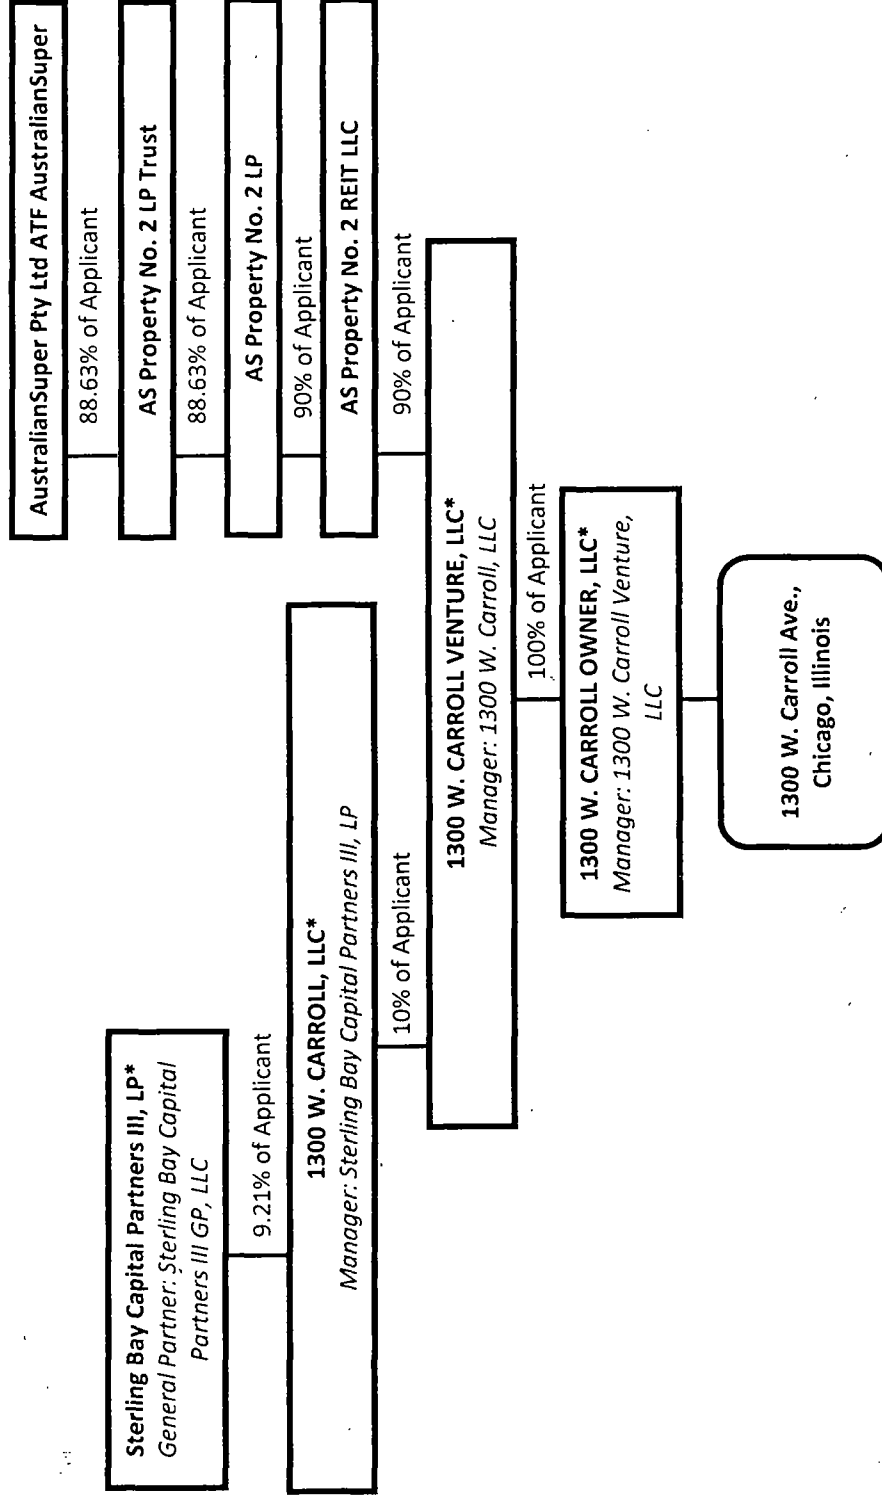 Sterling Bay Capital Partners III, LP*
General Partner: Sterling Bay Capital
Partners III GP, LLC
9.21% of Applicant
1300 W. CARROLL, LLC*
Manager: Sterling Bay Capital Partners III, LP
10% of Applicant
AustralianSuper Pty Ltd ATF AustralianSuper
88.63% of Applicant
AS Property No. 2 LP Trust
88.63% of Applicant
AS Property No. 2 LP
90% of Applicant
AS Property No. 2 REIT LLC
90% of Applicant
1300 W. CARROLL VENTURE, LLC*
Manager: 1300 W. Carroll, LLC
100% of Applicant
1300 W. CARROLL OWNER, LLC*
Manager: 1300 W. Carroll Venture,
LLC
1300 W. Carroll Ave.,
Chicago, Illinois